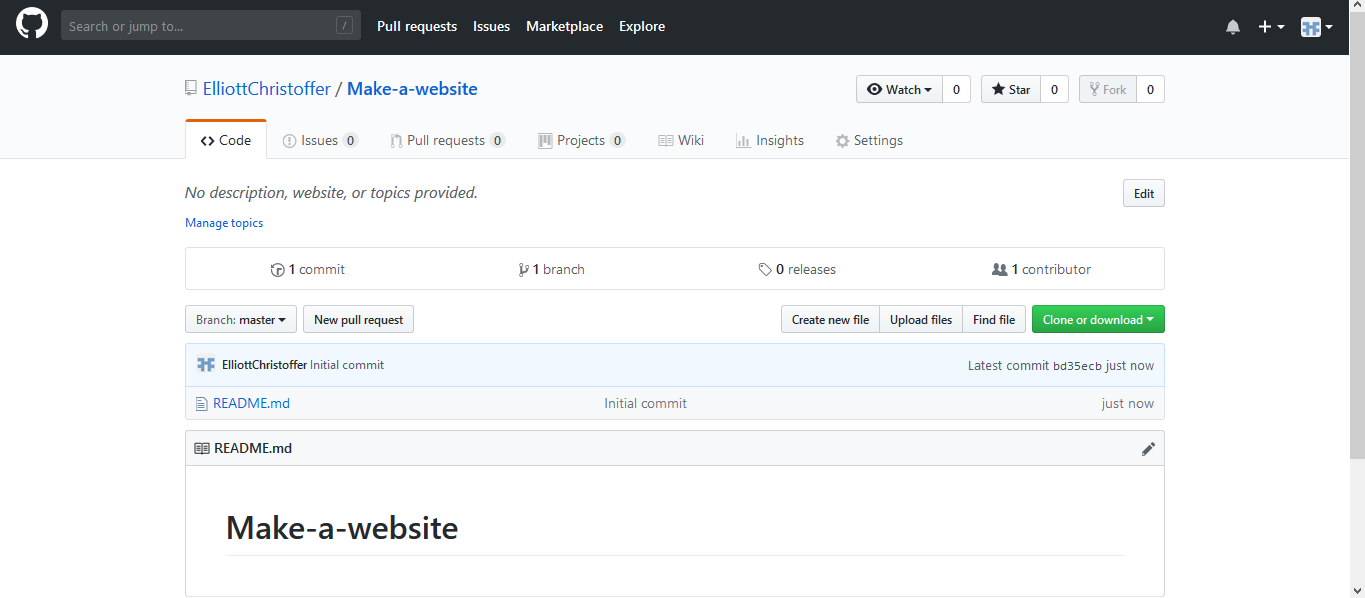 Search or jump to... / Pull requests Issues Marketplace Explore
ElliottChristoffer / Make-a-website Watch 0 Star 0 Fork 0
Code Issues 0 Pull requests 0 Projects 0 Wiki Insights Settings
No description, website, or topics provided. Edit
Manage topics
1 commit 1 branch 0 releases 1 contributor
Branch: master New pull request Create new file Upload files Find file Clone or download
ElliottChristoffer Initial commit Latest commit bd35ecb just now
README.md Initial commit just now
README.md
Make-a-website